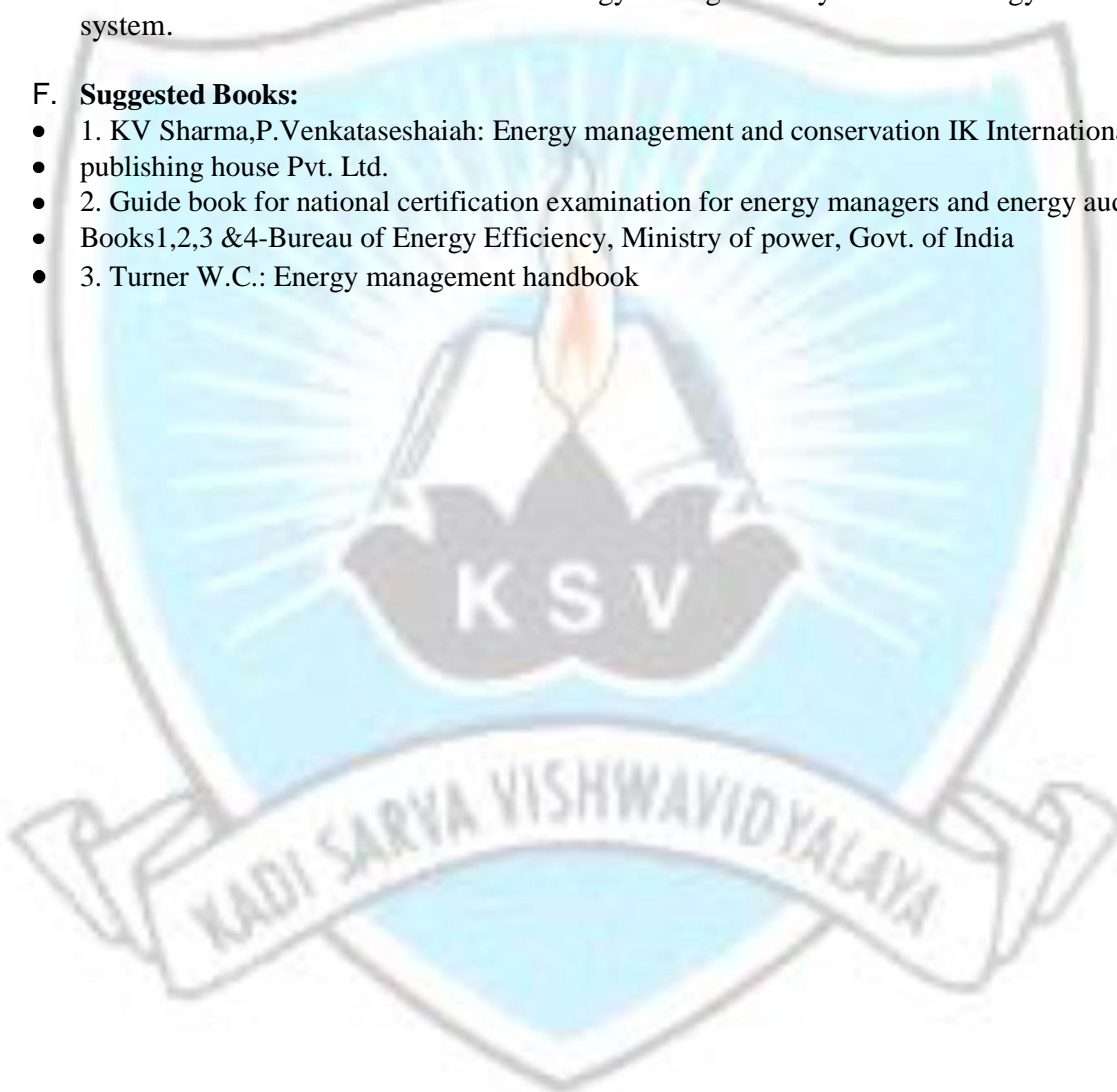 system.
F. Suggested Books:
• 1. KV Sharma,P.Venkataseshaiah: Energy management and conservation IK Internationa
• publishing house Pvt. Ltd.
• 2. Guide book for national certification examination for energy managers and energy aud
• Books1,2,3 &4-Bureau of Energy Efficiency, Ministry of power, Govt. of India
• 3. Turner W.C.: Energy management handbook
K S V
KADI SARVA VISHWAVIDYALAYA